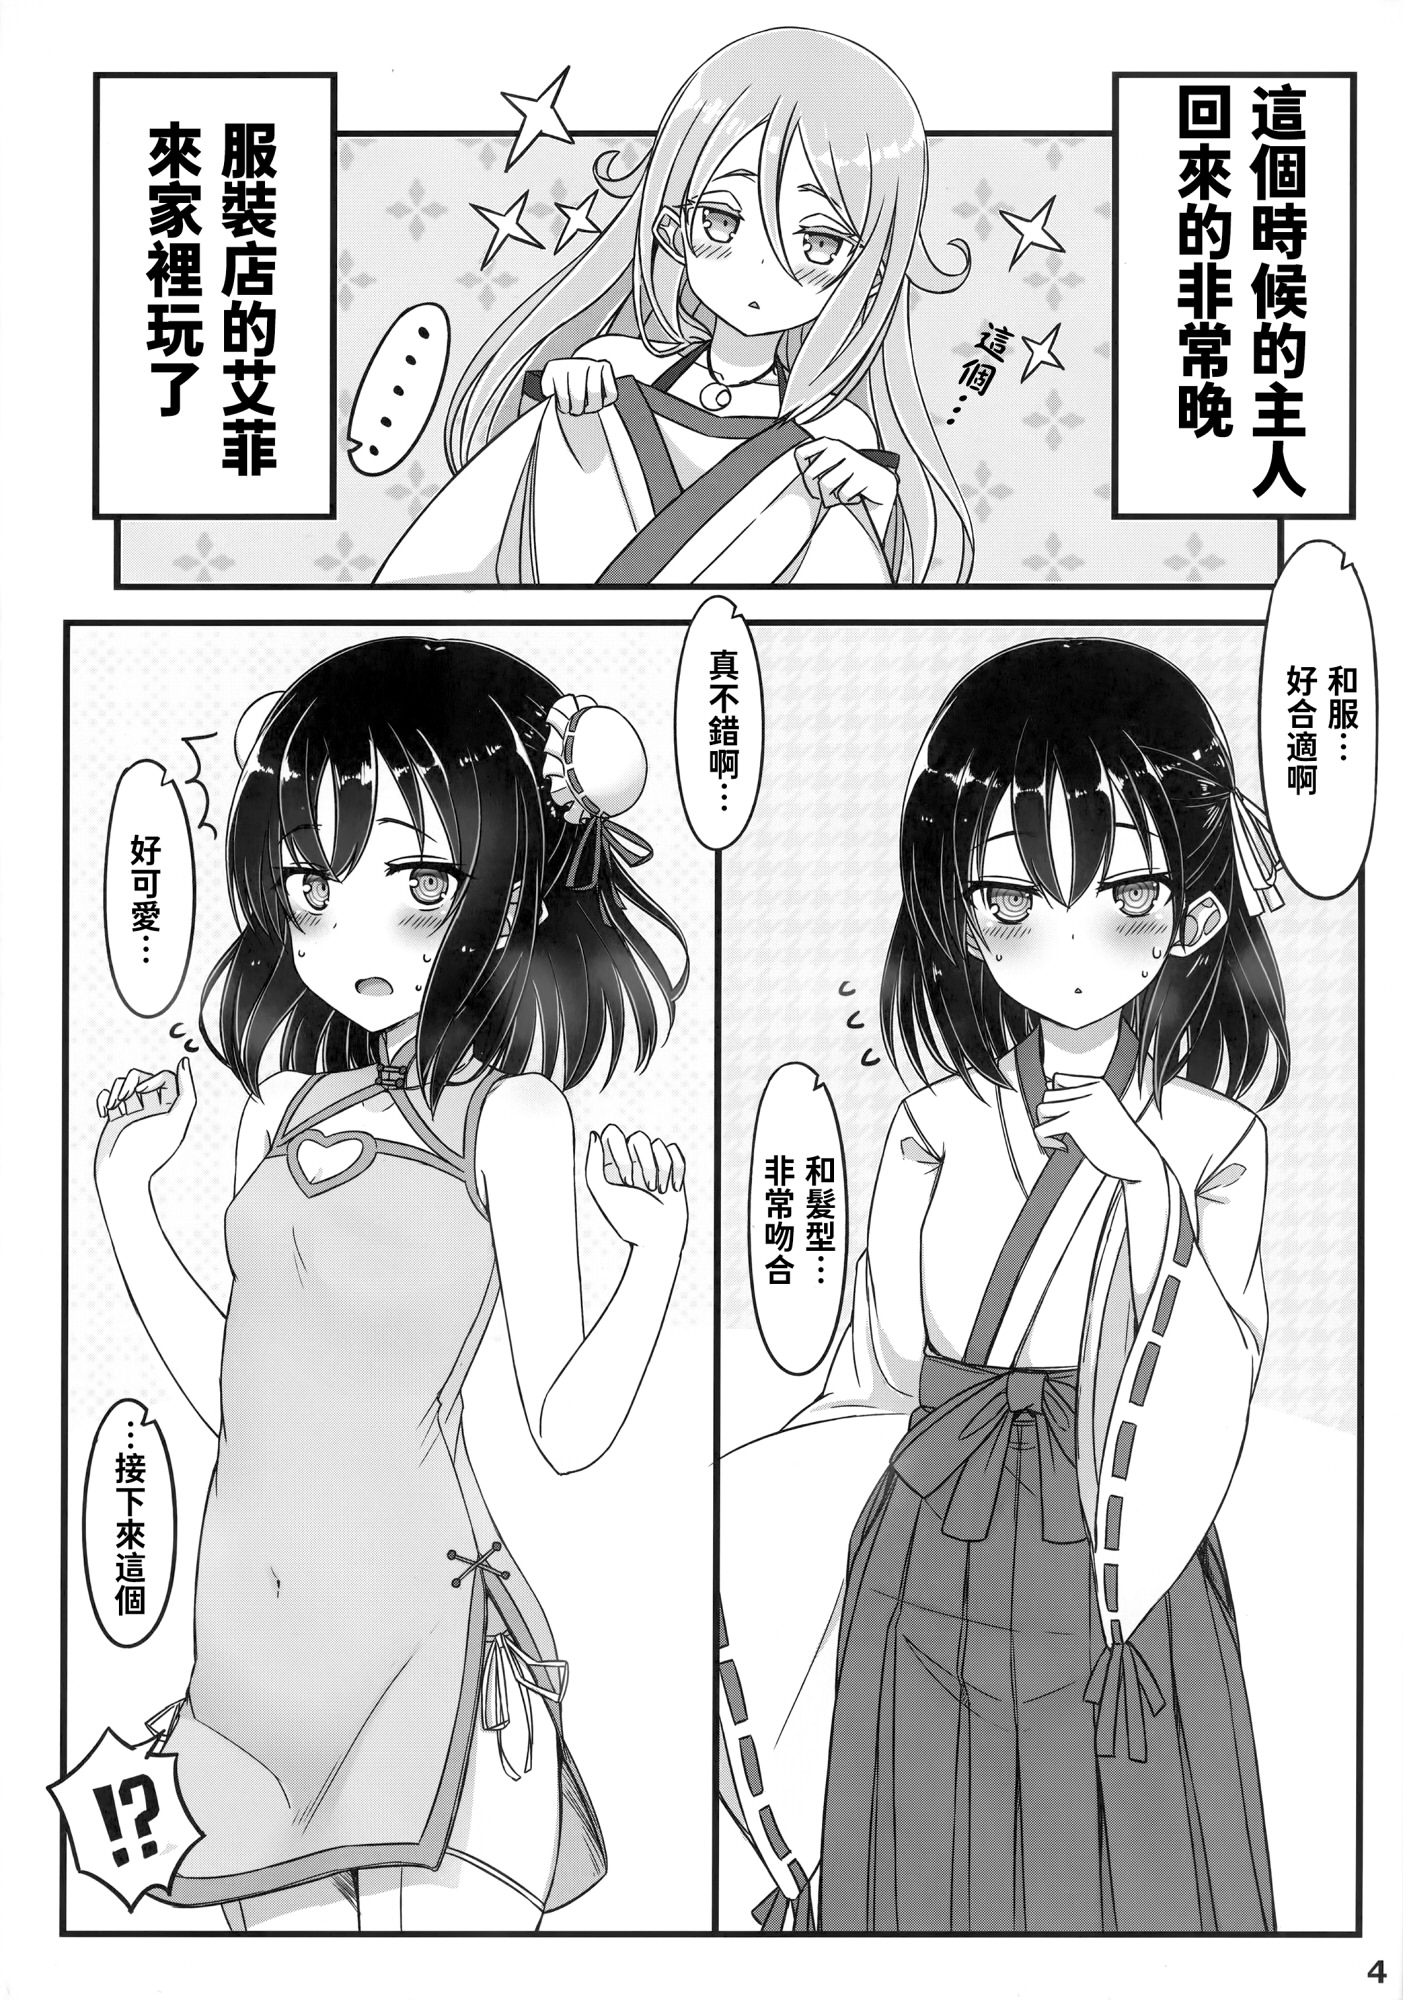 這個時候的主人
回來的非常晚
這個…
服裝店的艾菲
來家裡玩了
‥‥‥
和服…
好合適啊
和髮型…
非常吻合
真不錯啊…
好可愛…
…接下來這個
!?
4